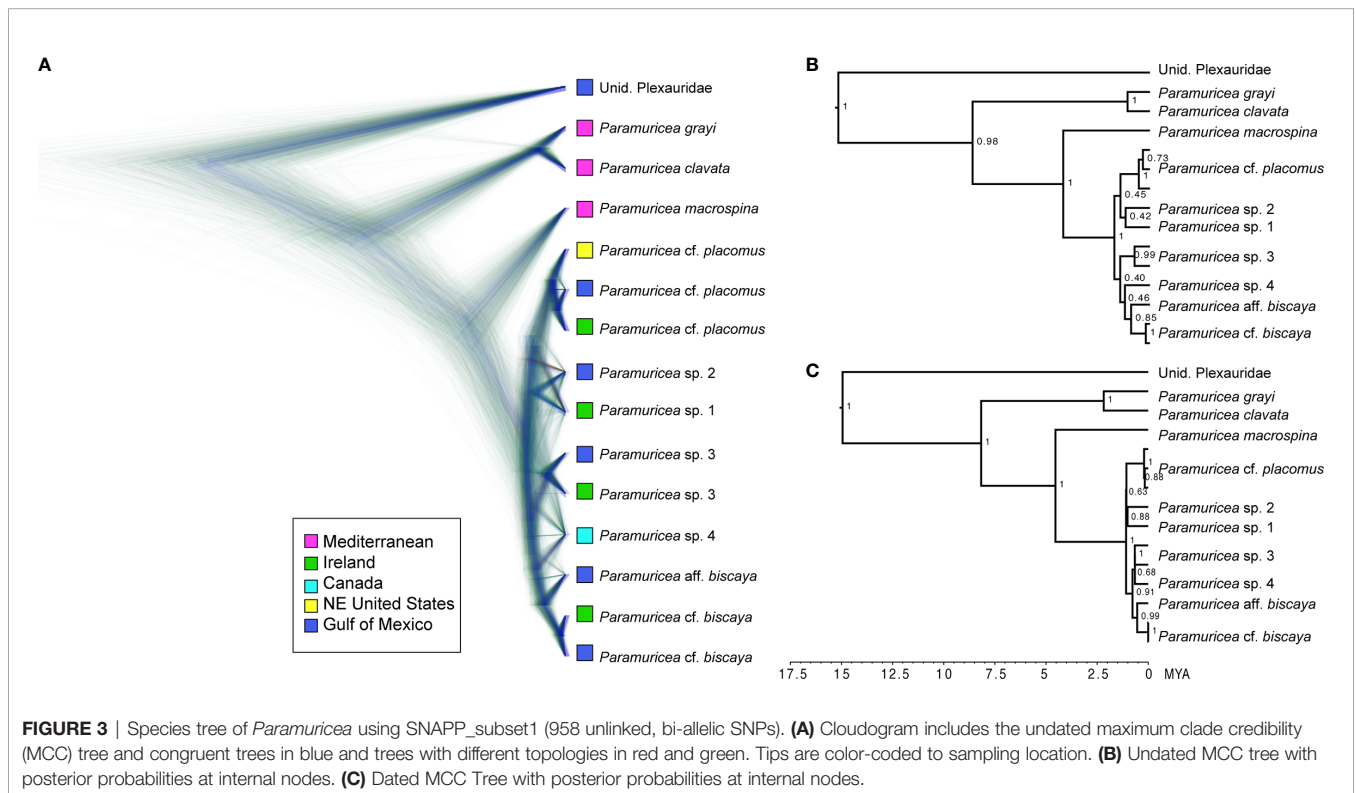 A
Unid. Plexauridae
Paramuricea grayi
Paramuricea clavata
Paramuricea macrospina
Paramuricea cf. placomus
Paramuricea cf. placomus
Paramuricea cf. placomus
Paramuricea sp. 2
Paramuricea sp. 1
Paramuricea sp. 3
Paramuricea sp. 3
Paramuricea sp. 4
Paramuricea aff. biscaya
Paramuricea cf. biscaya
Paramuricea cf. biscaya
Mediterranean
Ireland
Canada
NE United States
Gulf of Mexico
B
Unid. Plexauridae
1
Paramuricea grayi
1
Paramuricea clavata
Paramuricea macrospina
0.98
0.73
Paramuricea cf. placomus
1
1
0.45
Paramuricea sp. 2
0.42
Paramuricea sp. 1
1
Paramuricea sp. 3
0.99
0.40
Paramuricea sp. 4
0.46
Paramuricea aff. biscaya
0.85
Paramuricea cf. biscaya
1
C
Unid. Plexauridae
1
Paramuricea grayi
1
Paramuricea clavata
Paramuricea macrospina
1
1
Paramuricea cf. placomus
0.88
1
0.63
Paramuricea sp. 2
0.88
Paramuricea sp. 1
1
Paramuricea sp. 3
1
0.68
Paramuricea sp. 4
0.91
Paramuricea aff. biscaya
0.99
Paramuricea cf. biscaya
1
17.5 15 12.5 10 7.5 5 2.5 0 MYA
FIGURE 3 | Species tree of Paramuricea using SNAPP_subset1 (958 unlinked, bi-allelic SNPs). (A) Cloudogram includes the undated maximum clade credibility
(MCC) tree and congruent trees in blue and trees with different topologies in red and green. Tips are color-coded to sampling location. (B) Undated MCC tree with
posterior probabilities at internal nodes. (C) Dated MCC Tree with posterior probabilities at internal nodes.